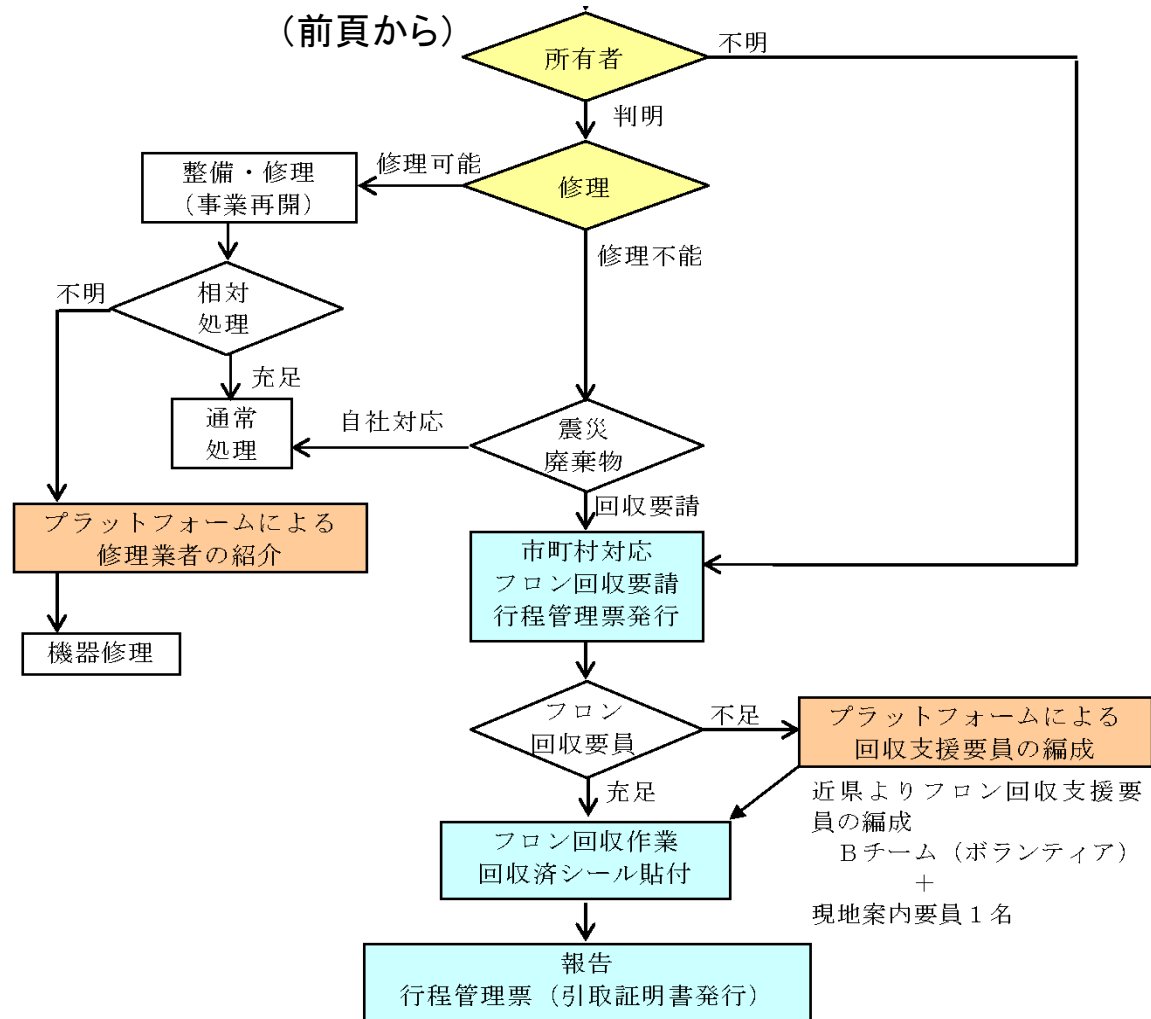 (前頁から)
所有者
不明
判明
修理
修理可能
整備・修理
(事業再開)
修理不能
不明
相対
処理
充足
通常
処理
自社対応
震災
廃棄物
回収要請
プラットフォームによる
修理業者の紹介
市町村対応
フロン回収要請
行程管理票発行
機器修理
フロン
回収要員
不足
プラットフォームによる
回収支援要員の編成
充足
近県よりフロン回収支援要
員の編成
Bチーム(ボランティア)
+
現地案内要員1名
フロン回収作業
回収済シール貼付
報告
行程管理票(引取証明書発行)